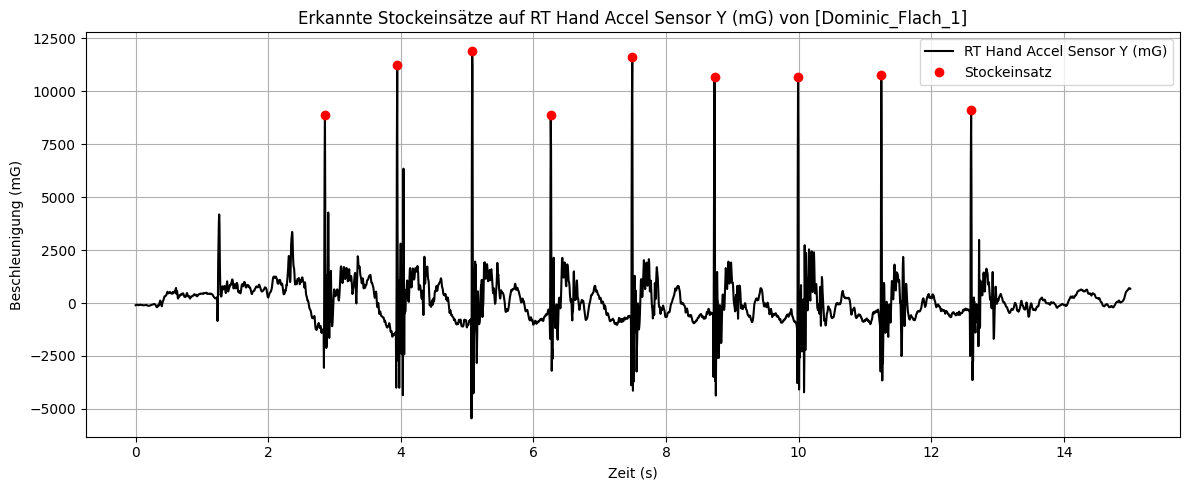 Erkannte Stockeinsätze auf RT Hand Accel Sensor Y (mG) von [Dominic_Flach_1]
RT Hand Accel Sensor Y (mG)
Stockeinsatz
Beschleunigung (mG)
12500
10000
7500
5000
2500
0
−2500
−5000
0 2 4 6 8 10 12 14
Zeit (s)